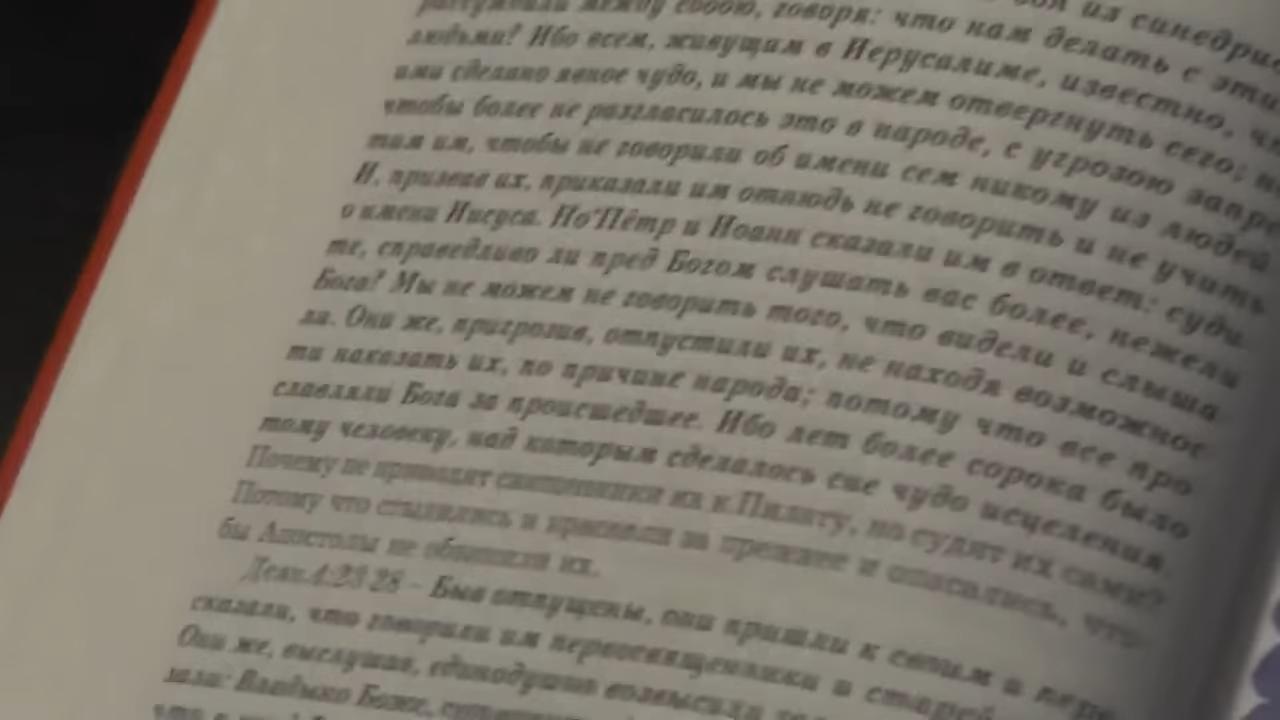 рассуждали между собою, говоря: что нам делать с эти
людьми? Ибо всем, живущим в Иерусалиме, известно, чт
ими сделано явное чудо, и мы не можем отвергнуть сего; н
чтобы более не разгласилось это в народе, с угрозою запре
тим им, чтобы не говорили об имени сем никому из людей.
И, призвав их, приказали им отнюдь не говорить и не учить
о имени Иисуса. Но Пётр и Иоанн сказали им в ответ: суди
те, справедливо ли пред Богом слушать вас более, нежели
Бога? Мы не можем не говорить того, что видели и слыша
ли. Они же, пригрозив, отпустили их, не находя возможнос
ти наказать их, по причине народа; потому что все про
славляли Бога за происшедшее. Ибо лет более сорока было
тому человеку, над которым сделалось сие чудо исцеления.
Почему не приводят священники их к Пилату, но судят их сами?
Потому что стыдились и краснели за прежнее и опасались, что
бы Апостолы не обвинили их.
Деян.4:23-28 – Быв отпущены, они пришли к своим и пере
сказали, что говорили им первосвященники и старей
Они же, выслушав, единодушно возвысили
зали: Владыко Боже,